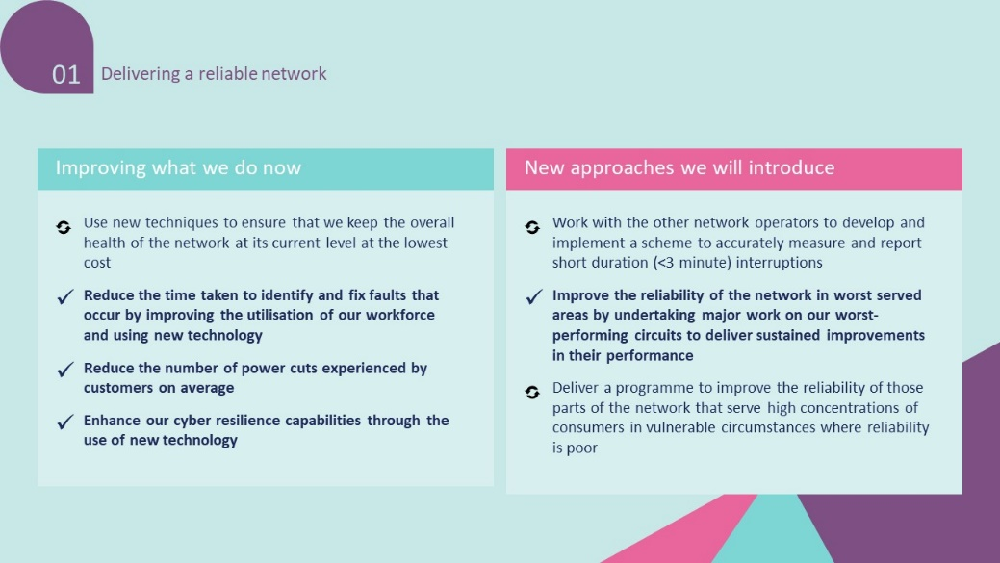 01 Delivering a reliable network
Improving what we do now
Use new techniques to ensure that we keep the overall
health of the network at its current level at the lowest
cost
Reduce the time taken to identify and fix faults that
occur by improving the utilisation of our workforce
and using new technology
Reduce the number of power cuts experienced by
customers on average
Enhance our cyber resilience capabilities through the
use of new technology
New approaches we will introduce
Work with the other network operators to develop and
implement a scheme to accurately measure and report
short duration (<3 minute) interruptions
Improve the reliability of the network in worst served
areas by undertaking major work on our worst-
performing circuits to deliver sustained improvements
in their performance
Deliver a programme to improve the reliability of those
parts of the network that serve high concentrations of
consumers in vulnerable circumstances where reliability
is poor